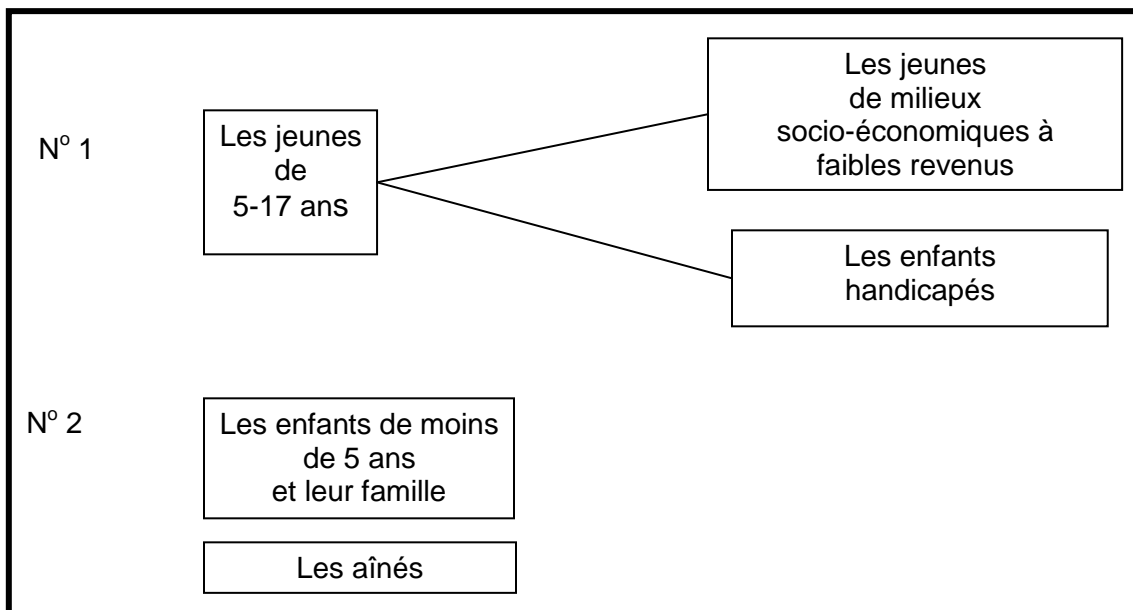 N° 1
Les jeunes
de
5-17 ans
Les jeunes
de milieux
socio-économiques à
faibles revenus
Les enfants
handicapés
N° 2
Les enfants de moins
de 5 ans
et leur famille
Les aînés